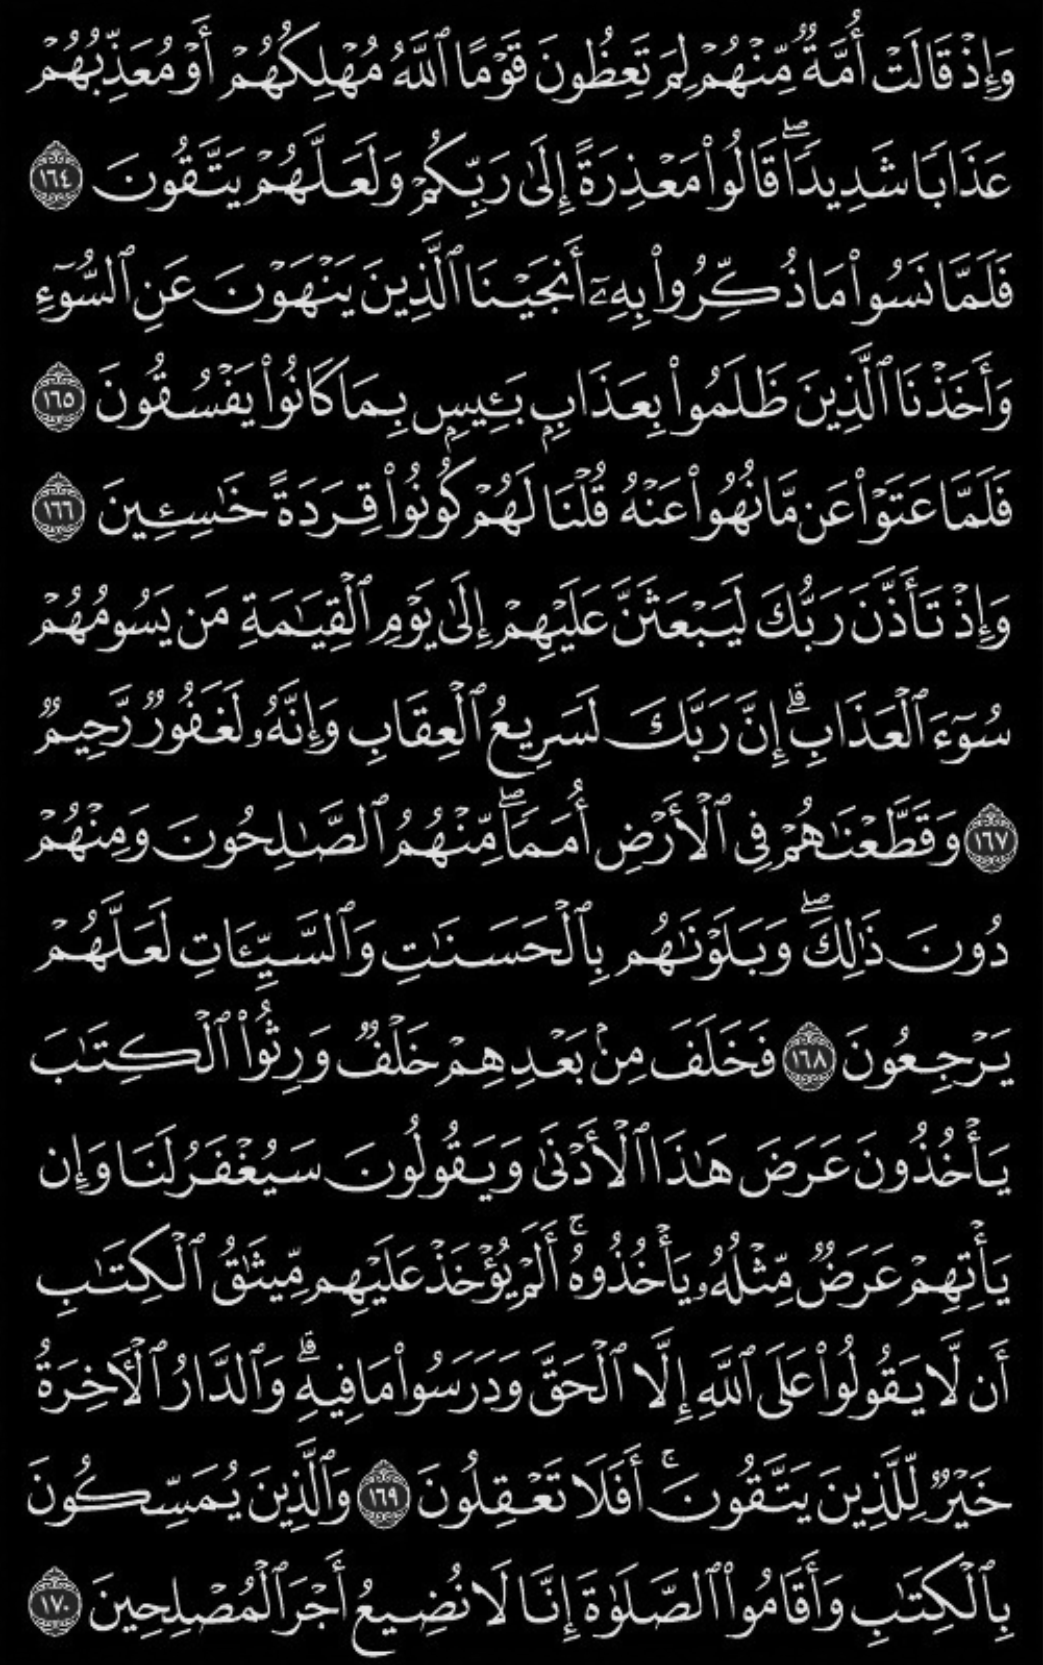 وَإِذۡ قَالَتۡ أُمَّةٞ مِّنۡهُمۡ لِمَ تَعِظُونَ قَوۡمًا ٱللَّهُ مُهۡلِكُهُمۡ أَوۡ مُعَذِّبُهُمۡ
عَذَابٗا شَدِيدٗاۖ قَالُواْ مَعۡذِرَةً إِلَىٰ رَبِّكُمۡ وَلَعَلَّهُمۡ يَتَّقُونَ ١٦٤
فَلَمَّا نَسُواْ مَا ذُكِّرُواْ بِهِۦٓ أَنجَيۡنَا ٱلَّذِينَ يَنۡهَوۡنَ عَنِ ٱلسُّوٓءِ
وَأَخَذۡنَا ٱلَّذِينَ ظَلَمُواْ بِعَذَابِۭ بَـِٔيسِۭ بِمَا كَانُواْ يَفۡسُقُونَ ١٦٥
فَلَمَّا عَتَوۡاْ عَن مَّا نُهُواْ عَنۡهُ قُلۡنَا لَهُمۡ كُونُواْ قِرَدَةً خَٰسِـِٔينَ ١٦٦
وَإِذۡ تَأَذَّنَ رَبُّكَ لَيَبۡعَثَنَّ عَلَيۡهِمۡ إِلَىٰ يَوۡمِ ٱلۡقِيَٰمَةِ مَن يَسُومُهُمۡ
سُوٓءَ ٱلۡعَذَابِۗ إِنَّ رَبَّكَ لَسَرِيعُ ٱلۡعِقَابِ وَإِنَّهُۥ لَغَفُورٞ رَّحِيمٞ
١٦٧ وَقَطَّعۡنَٰهُمۡ فِي ٱلۡأَرۡضِ أُمَمٗاۖ مِّنۡهُمُ ٱلصَّٰلِحُونَ وَمِنۡهُمۡ
دُونَ ذَٰلِكَۖ وَبَلَوۡنَٰهُم بِٱلۡحَسَنَٰتِ وَٱلسَّيِّـَٔاتِ لَعَلَّهُمۡ
يَرۡجِعُونَ ١٦٨ فَخَلَفَ مِنۢ بَعۡدِهِمۡ خَلۡفٞ وَرِثُواْ ٱلۡكِتَٰبَ
يَأۡخُذُونَ عَرَضَ هَٰذَا ٱلۡأَدۡنَىٰ وَيَقُولُونَ سَيُغۡفَرُ لَنَا وَإِن
يَأۡتِهِمۡ عَرَضٞ مِّثۡلُهُۥ يَأۡخُذُوهُۚ أَلَمۡ يُؤۡخَذۡ عَلَيۡهِم مِّيثَٰقُ ٱلۡكِتَٰبِ
أَن لَّا يَقُولُواْ عَلَى ٱللَّهِ إِلَّا ٱلۡحَقَّ وَدَرَسُواْ مَا فِيهِۗ وَٱلدَّارُ ٱلۡأٓخِرَةُ
خَيۡرٞ لِّلَّذِينَ يَتَّقُونَۚ أَفَلَا تَعۡقِلُونَ ١٦٩ وَٱلَّذِينَ يُمَسِّكُونَ
بِٱلۡكِتَٰبِ وَأَقَامُواْ ٱلصَّلَوٰةَ إِنَّا لَا نُضِيعُ أَجۡرَ ٱلۡمُصۡلِحِينَ ١٧٠